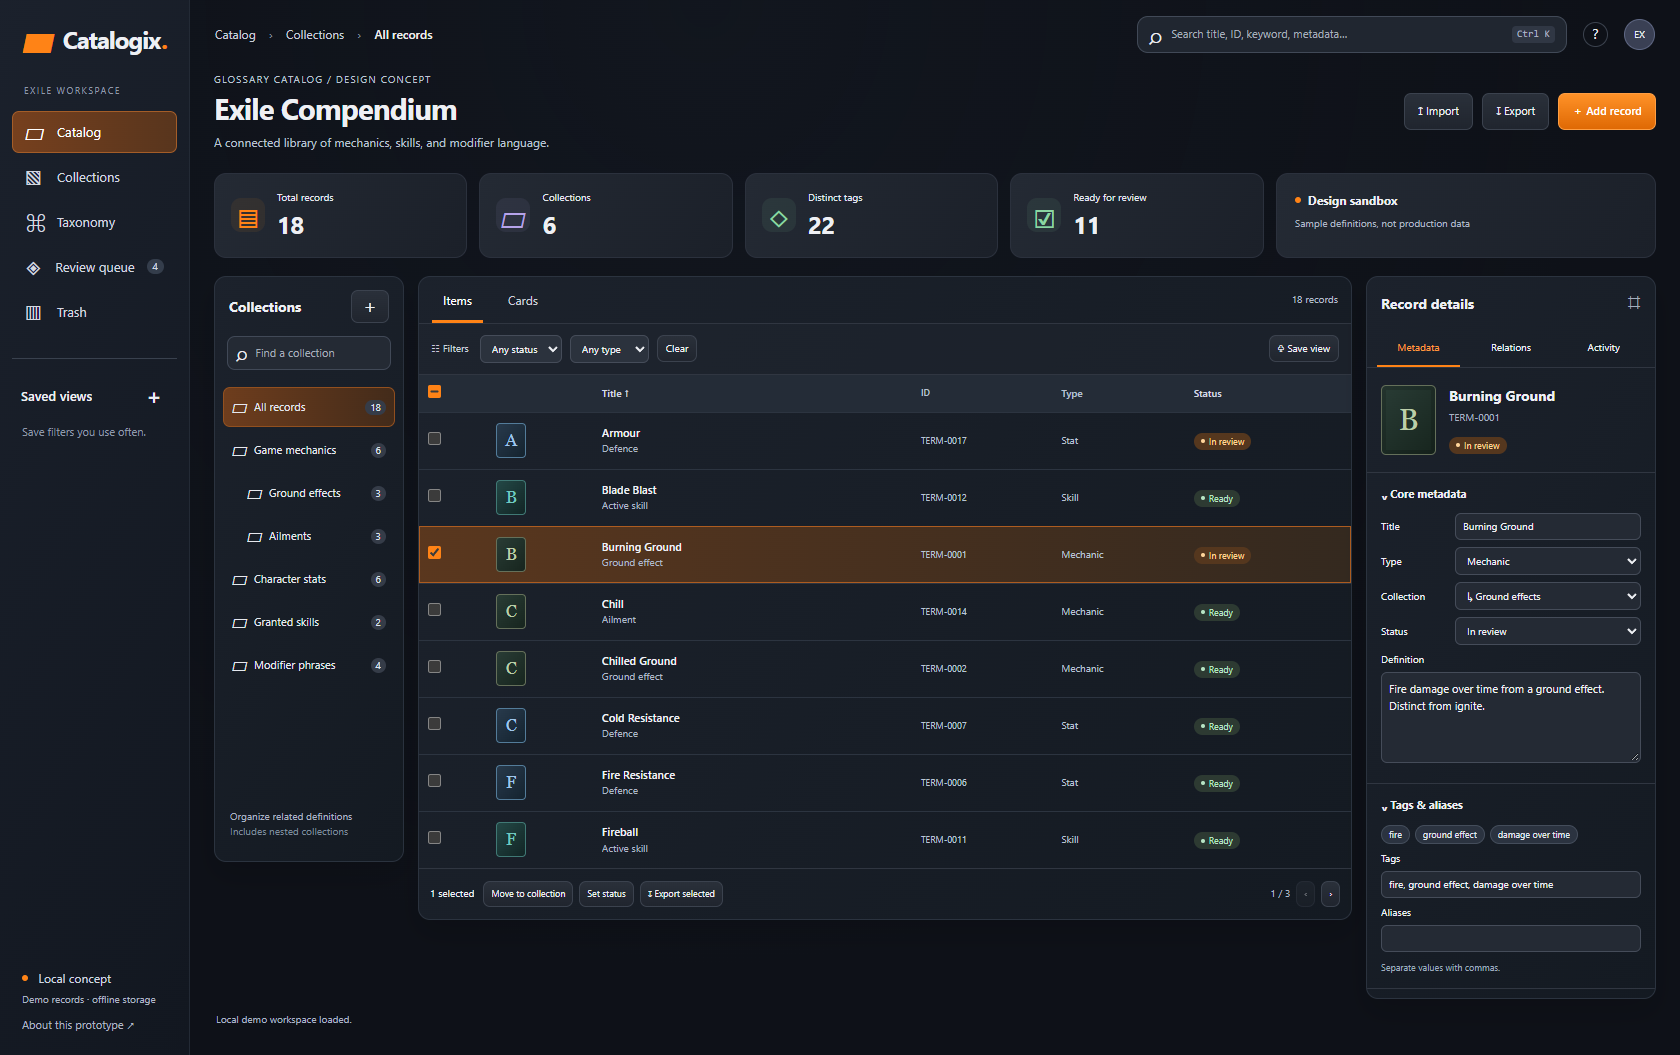 Catalogix.
EXILE WORKSPACE
Catalog
Collections
Taxonomy
Review queue 4
Trash
Saved views +
Save filters you use often.
Local concept
Demo records · offline storage
About this prototype ↗
Catalog › Collections › All records
Search title, ID, keyword, metadata... Ctrl K
?
EX
GLOSSARY CATALOG / DESIGN CONCEPT
Exile Compendium
A connected library of mechanics, skills, and modifier language.
↥ Import
↧ Export
+ Add record
Total records
18
Collections
6
Distinct tags
22
Ready for review
11
Design sandbox
Sample definitions, not production data
Collections +
Find a collection
All records 18
Game mechanics 6
Ground effects 3
Ailments 3
Character stats 6
Granted skills 2
Modifier phrases 4
Organize related definitions
Includes nested collections
Items Cards 18 records
Filters Any status Any type Clear Save view
Title ↑ ID Type Status
A Armour TERM-0017 Stat In review
Defence
B Blade Blast TERM-0012 Skill Ready
Active skill
B Burning Ground TERM-0001 Mechanic In review
Ground effect
C Chill TERM-0014 Mechanic Ready
Ailment
C Chilled Ground TERM-0002 Mechanic Ready
Ground effect
C Cold Resistance TERM-0007 Stat Ready
Defence
F Fire Resistance TERM-0006 Stat Ready
Defence
F Fireball TERM-0011 Skill Ready
Active skill
1 selected Move to collection Set status ↧ Export selected 1 / 3 ‹ ›
Local demo workspace loaded.
Record details
Metadata Relations Activity
B
Burning Ground
TERM-0001
In review
Core metadata
Title Burning Ground
Type Mechanic
Collection ↳ Ground effects
Status In review
Definition
Fire damage over time from a ground effect.
Distinct from ignite.
Tags & aliases
fire ground effect damage over time
Tags
fire, ground effect, damage over time
Aliases
Separate values with commas.